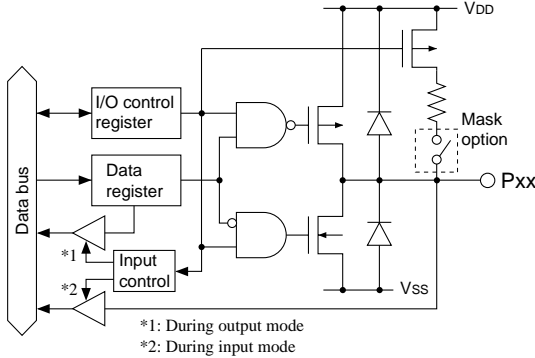 VDD
I/O control
register
Mask
option
Data bus
Data
register
Pxx
*1
Input
control
*2
VSS
*1: During output mode
*2: During input mode